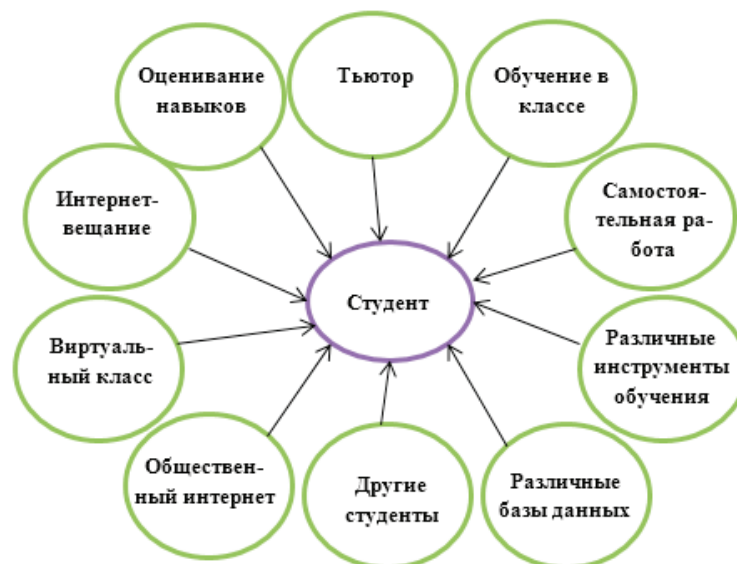 Оценивание
навыков
Тьютор
Обучение в
классе
Самостоя-
тельная ра-
бота
Различные
инструменты
обучения
Различные
базы данных
Другие
студенты
Обществен-
ный интернет
Виртуаль-
ный класс
Интернет-
вещание
Студент